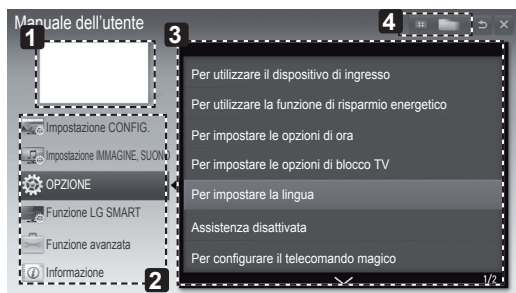 Manuale dell'utente
1
3
4
Impostazione CONFIG.
Impostazione IMMAGINE, SUONO
OPZIONE
Funzione LG SMART
Funzione avanzata
Informazione
2
Per utilizzare il dispositivo di ingresso
Per utilizzare la funzione di risparmio energetico
Per impostare le opzioni di ora
Per impostare le opzioni di blocco TV
Per impostare la lingua
Assistenza disattivata
Per configurare il telecomando magico
1/2